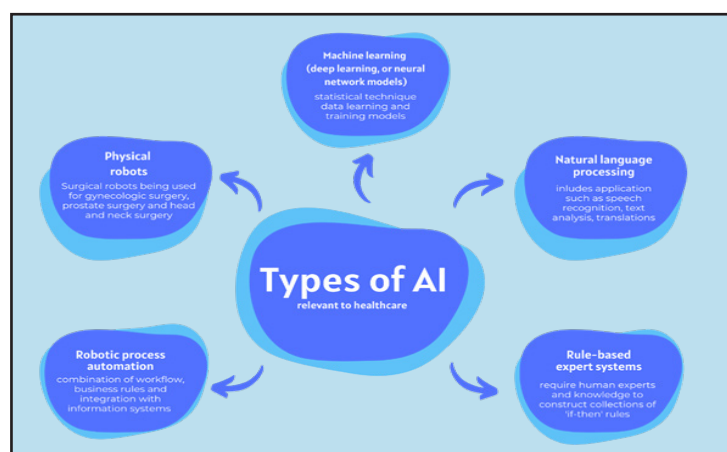 Machine learning
(deep learning, or neural
network models)
statistical technique
data learning and
training models
Physical
robots
Surgical robots being used
for gynecologic surgery,
prostate surgery and head
and neck surgery
Natural language
processing
inludes application
such as speech
recognition, text
analysis, translations
Types of AI
relevant to healthcare
Robotic process
automation
combination of workflow,
business rules and
integration with
information systems
Rule-based
expert systems
require human experts
and knowledge to
construct collections of
'if-then' rules